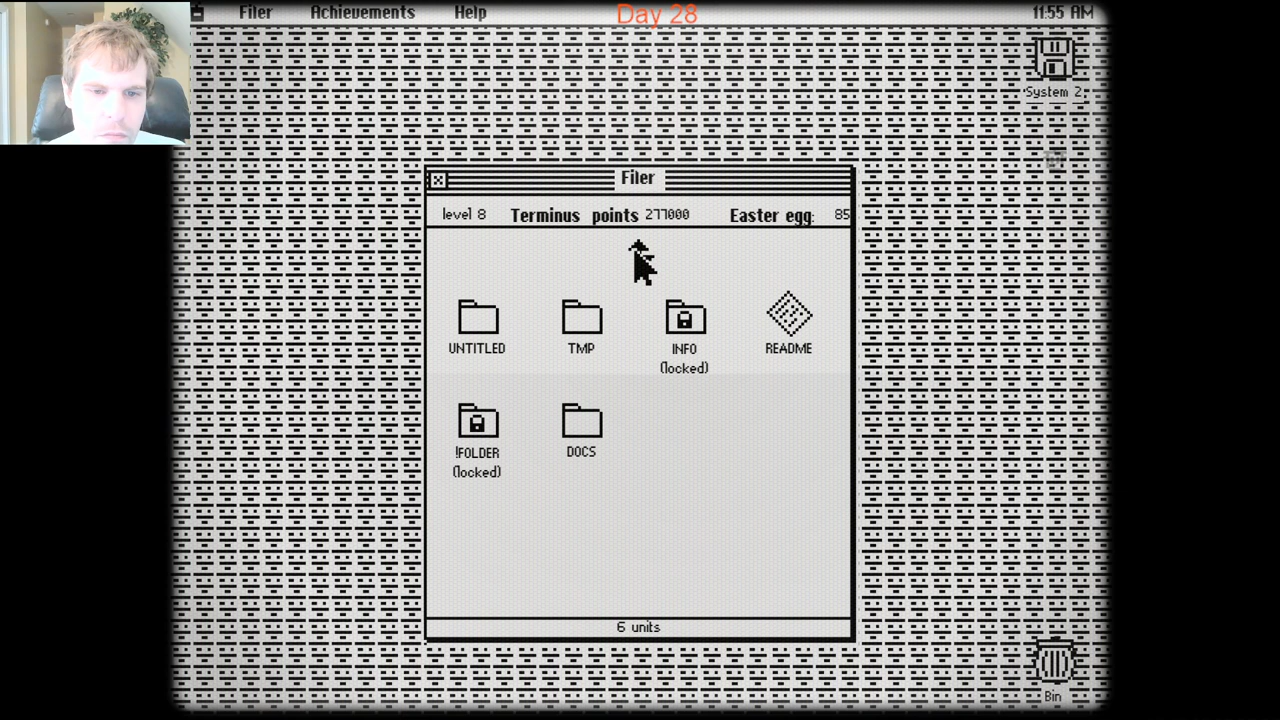 Filer Achievements Help Day 28 11:55 AM
System 2
Filer
level 8 Terminus points 277000 Easter egg: 85
UNTITLED TMP INFO README
(locked)
!FOLDER DOCS
(locked)
6 units
Bin